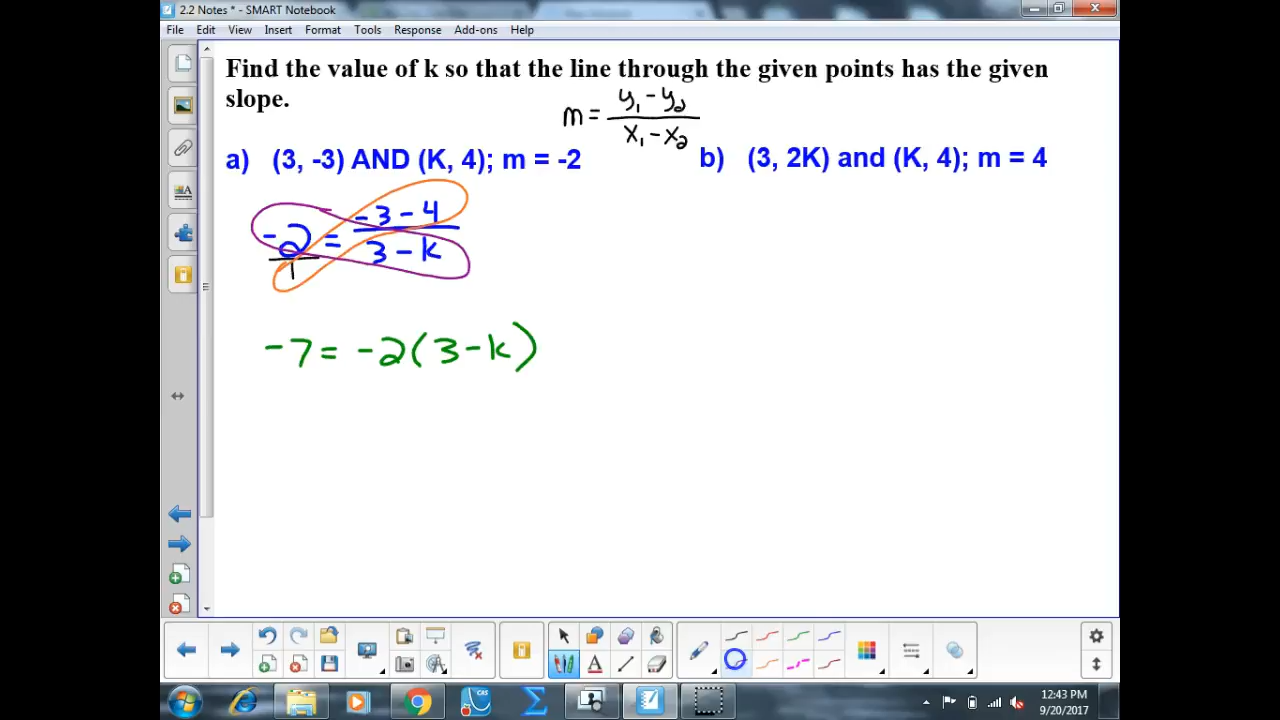 2.2 Notes * - SMART Notebook
File Edit View Insert Format Tools Response Add-ons Help
Find the value of k so that the line through the given points has the given
slope.
m = y₁ - y₂ / x₁ - x₂
a) (3, -3) AND (K, 4); m = -2
b) (3, 2K) and (K, 4); m = 4
-2/1 = -3 - 4 / 3 - k
-7 = -2(3 - k)
CAS
12:43 PM
9/20/2017